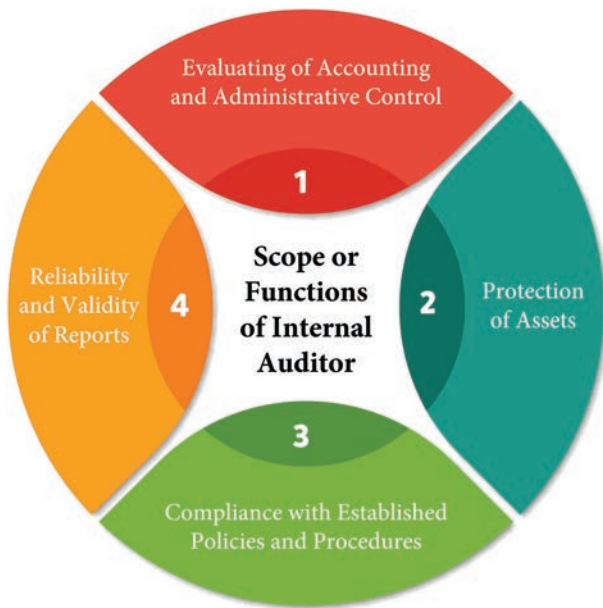 Evaluating of Accounting
and Administrative Control
1
Scope or
Functions
of Internal
Auditor
2
Protection
of Assets
3
Compliance with Established
Policies and Procedures
4
Reliability
and Validity
of Reports